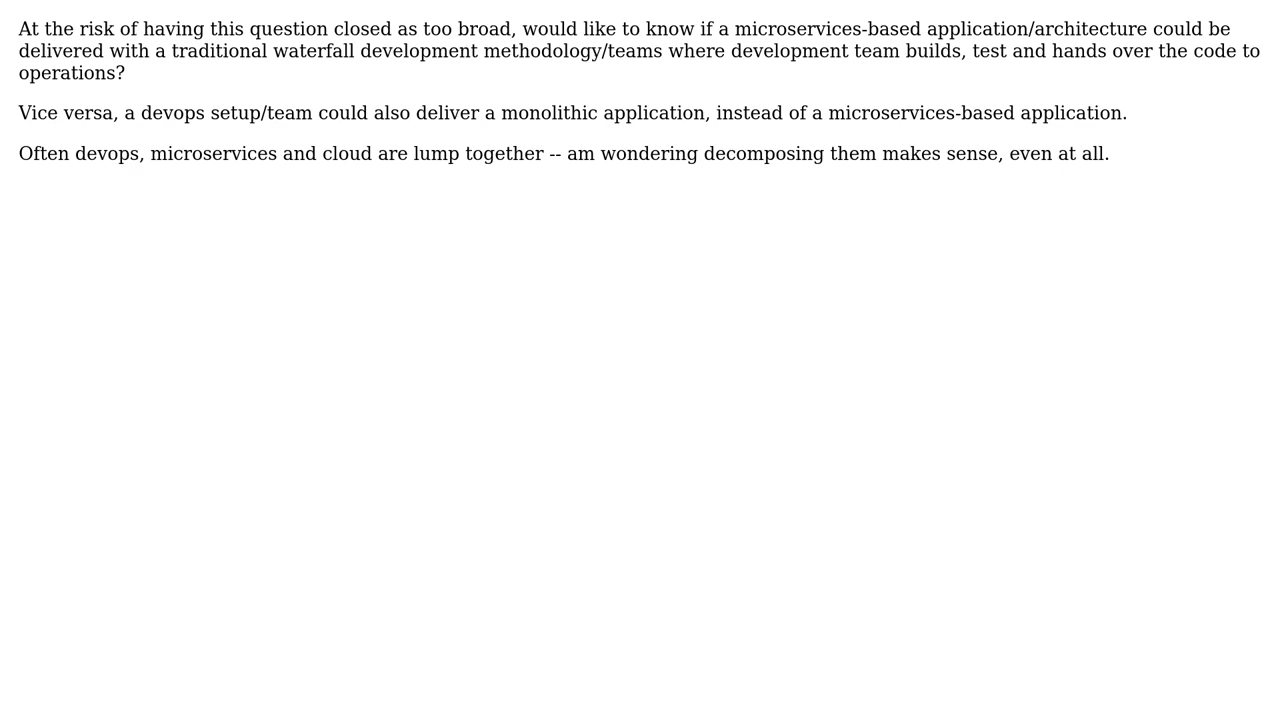 At the risk of having this question closed as too broad, would like to know if a microservices-based application/architecture could be
delivered with a traditional waterfall development methodology/teams where development team builds, test and hands over the code to
operations?
Vice versa, a devops setup/team could also deliver a monolithic application, instead of a microservices-based application.
Often devops, microservices and cloud are lump together -- am wondering decomposing them makes sense, even at all.